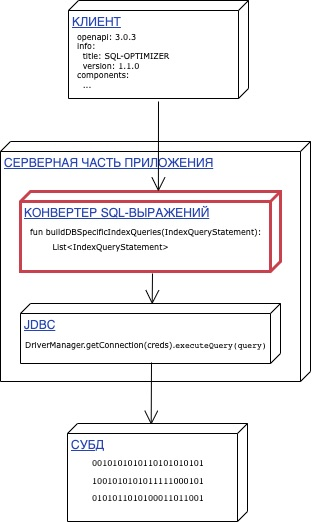 КЛИЕНТ
openapi: 3.0.3
info:
title: SQL-OPTIMIZER
version: 1.1.0
components:
...
СЕРВЕРНАЯ ЧАСТЬ ПРИЛОЖЕНИЯ
КОНВЕРТЕР SQL-ВЫРАЖЕНИЙ
fun buildDBSpecificIndexQueries(IndexQueryStatement):
List<IndexQueryStatement>
JDBC
DriverManager.getConnection(creds).executeQuery(query)
СУБД
0010101010110101010101
1001010101011111000101
0101011010100011011001